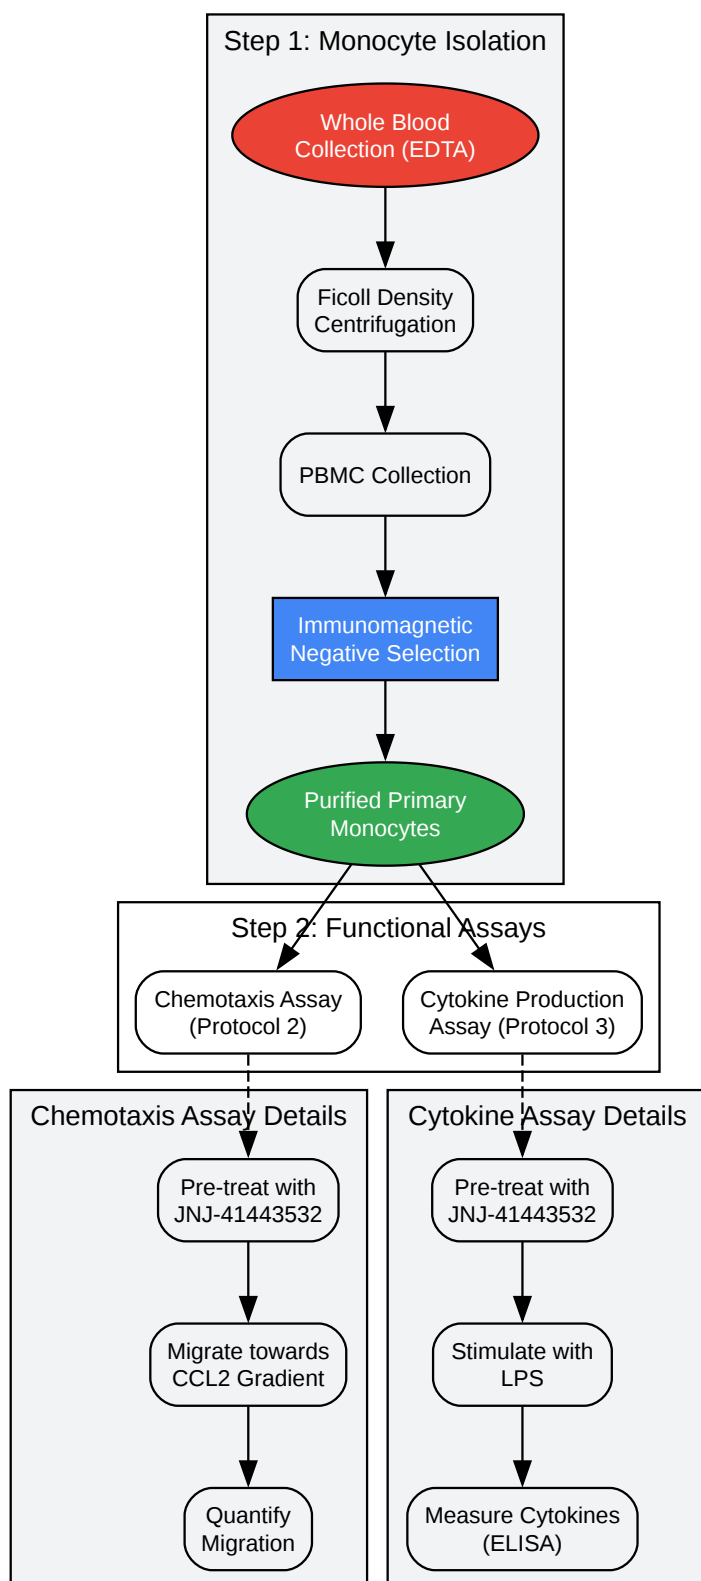 Step 1: Monocyte Isolation
Whole Blood
Collection (EDTA)
Ficoll Density
Centrifugation
PBMC Collection
Immunomagnetic
Negative Selection
Purified Primary
Monocytes
Step 2: Functional Assays
Chemotaxis Assay
(Protocol 2)
Cytokine Production
Assay (Protocol 3)
Chemotaxis Assay Details
Pre-treat with
JNJ-41443532
Migrate towards
CCL2 Gradient
Quantify
Migration
Cytokine Assay Details
Pre-treat with
JNJ-41443532
Stimulate with
LPS
Measure Cytokines
(ELISA)